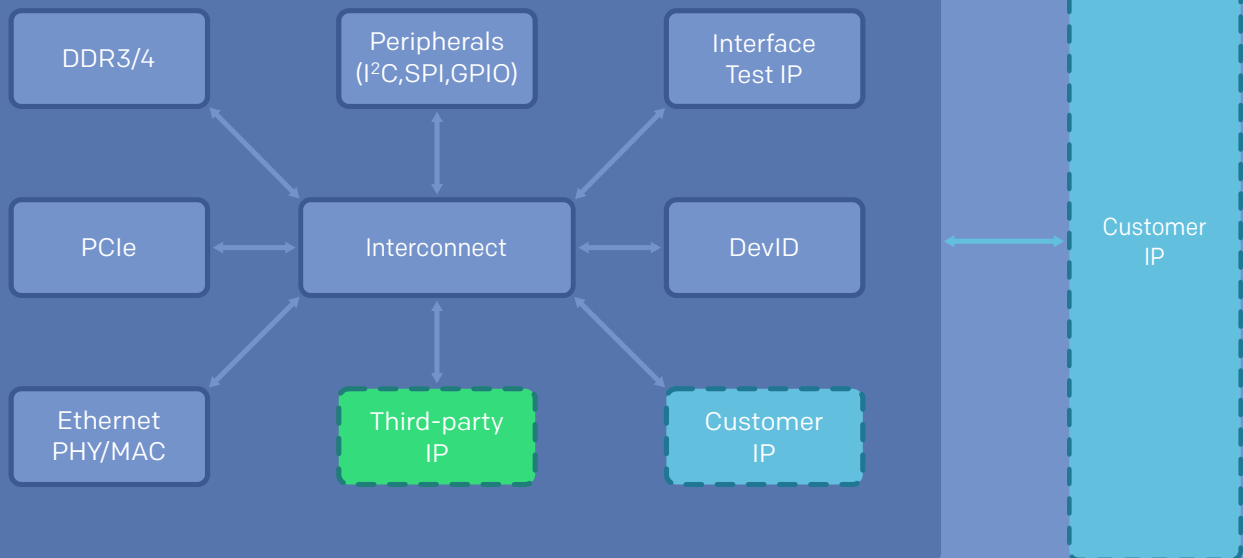 DDR3/4
Peripherals
(I²C,SPI,GPIO)
Interface
Test IP
PCIe
Interconnect
DevID
Customer
IP
Ethernet
PHY/MAC
Third-party
IP
Customer
IP